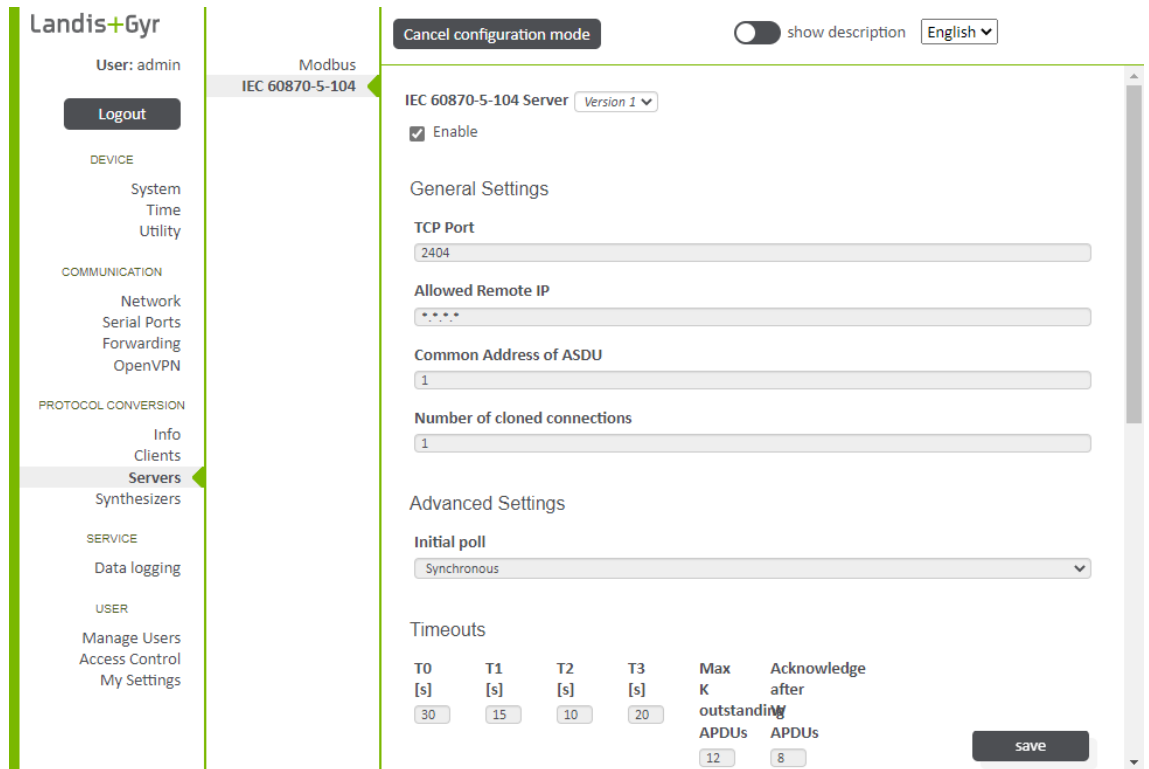 Landis+Gyr
User: admin
Logout
DEVICE
System
Time
Utility
COMMUNICATION
Network
Serial Ports
Forwarding
OpenVPN
PROTOCOL CONVERSION
Info
Clients
Servers
Synthesizers
SERVICE
Data logging
USER
Manage Users
Access Control
My Settings
Modbus
IEC 60870-5-104
Cancel configuration mode
show description
English
IEC 60870-5-104 Server Version 1
Enable
General Settings
TCP Port
2404
Allowed Remote IP
*.*.*.*
Common Address of ASDU
1
Number of cloned connections
1
Advanced Settings
Initial poll
Synchronous
Timeouts
T0
[s]
30
T1
[s]
15
T2
[s]
10
T3
[s]
20
Max
K
outstanding
APDUs
12
Acknowledge
after
W
APDUs
8
save